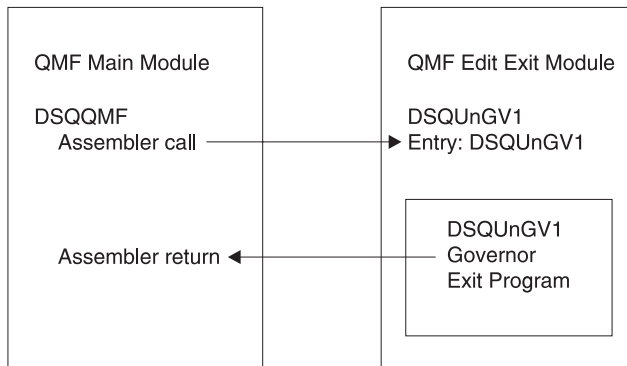 QMF Main Module
DSQQMF
Assembler call
Assembler return
QMF Edit Exit Module
DSQUnGV1
Entry: DSQUnGV1
DSQUnGV1
Governor
Exit Program